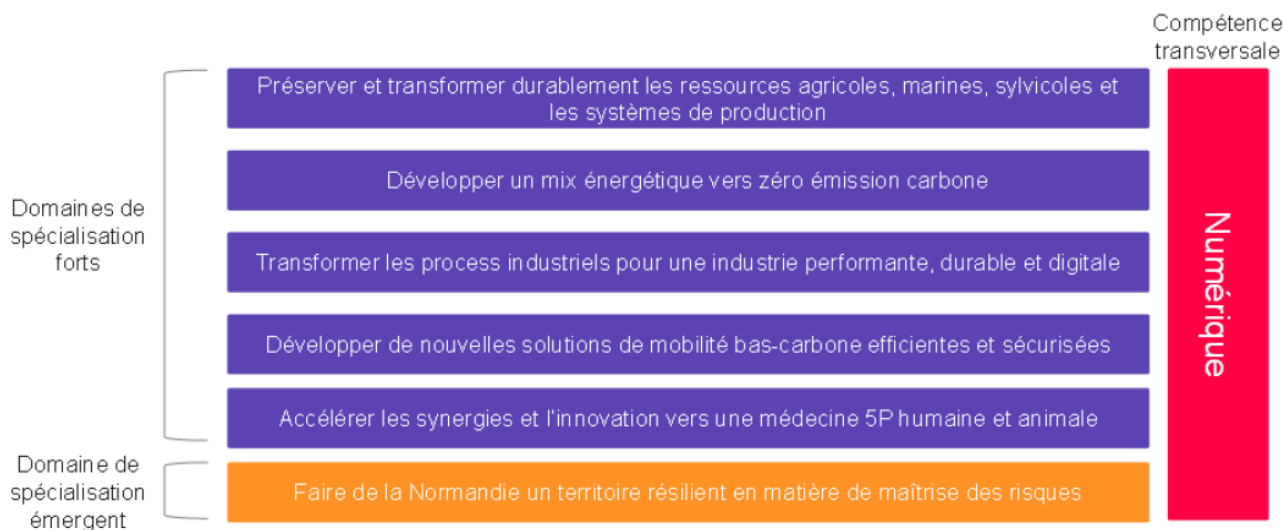 Compétence
transversale
Préserver et transformer durablement les ressources agricoles, marines, sylvicoles et
les systèmes de production
Développer un mix énergétique vers zéro émission carbone
Domaines de
spécialisation
forts
Transformer les process industriels pour une industrie performante, durable et digitale
Développer de nouvelles solutions de mobilité bas-carbone efficientes et sécurisées
Accélérer les synergies et l'innovation vers une médecine 5P humaine et animale
Numérique
Domaine de
spécialisation
émergent
Faire de la Normandie un territoire résilient en matière de maîtrise des risques